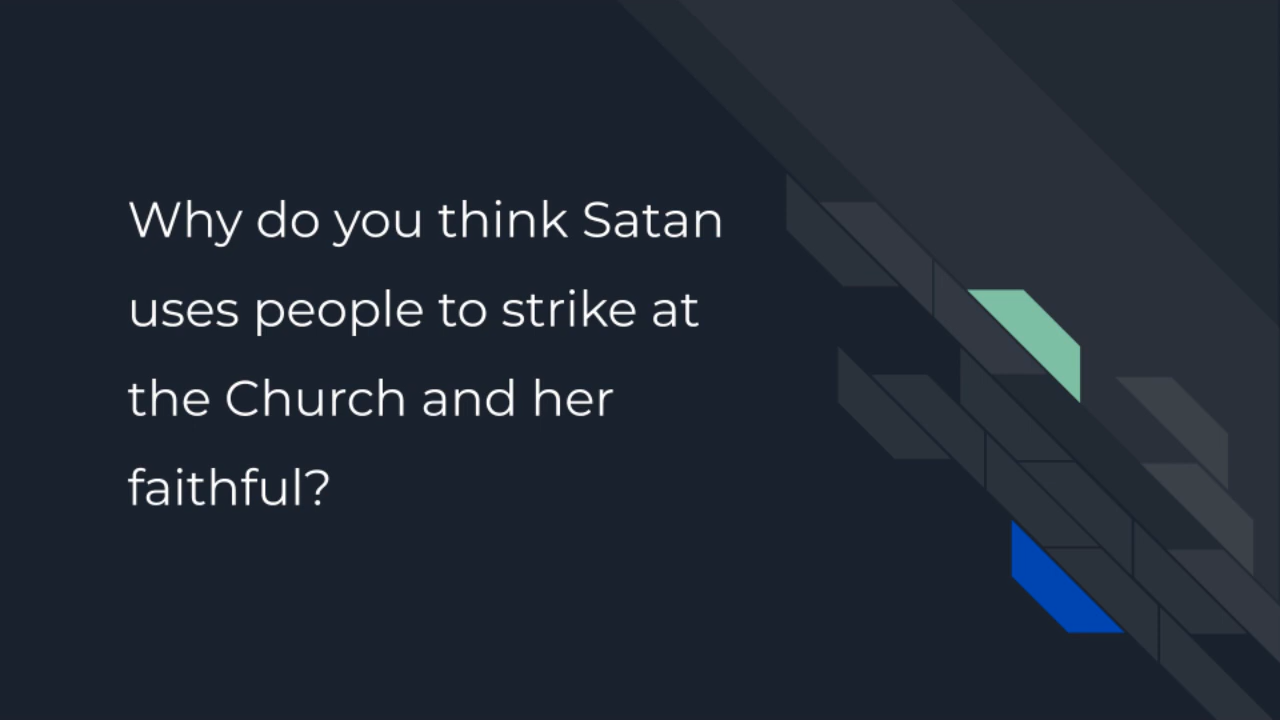 Why do you think Satan
uses people to strike at
the Church and her
faithful?